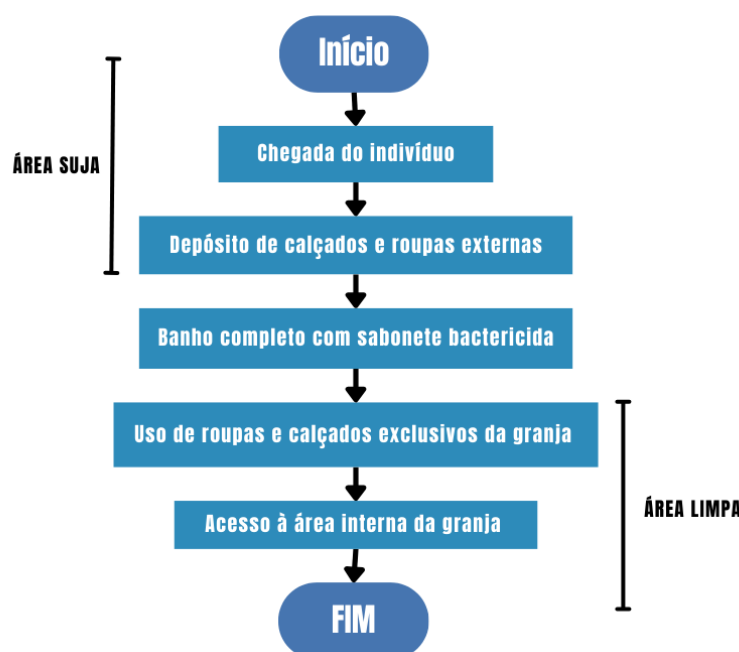 Início
Chegada do indivíduo
ÁREA SUJA
Depósito de calçados e roupas externas
Banho completo com sabonete bactericida
Uso de roupas e calçados exclusivos da granja
ÁREA LIMPA
Acesso à área interna da granja
FIM